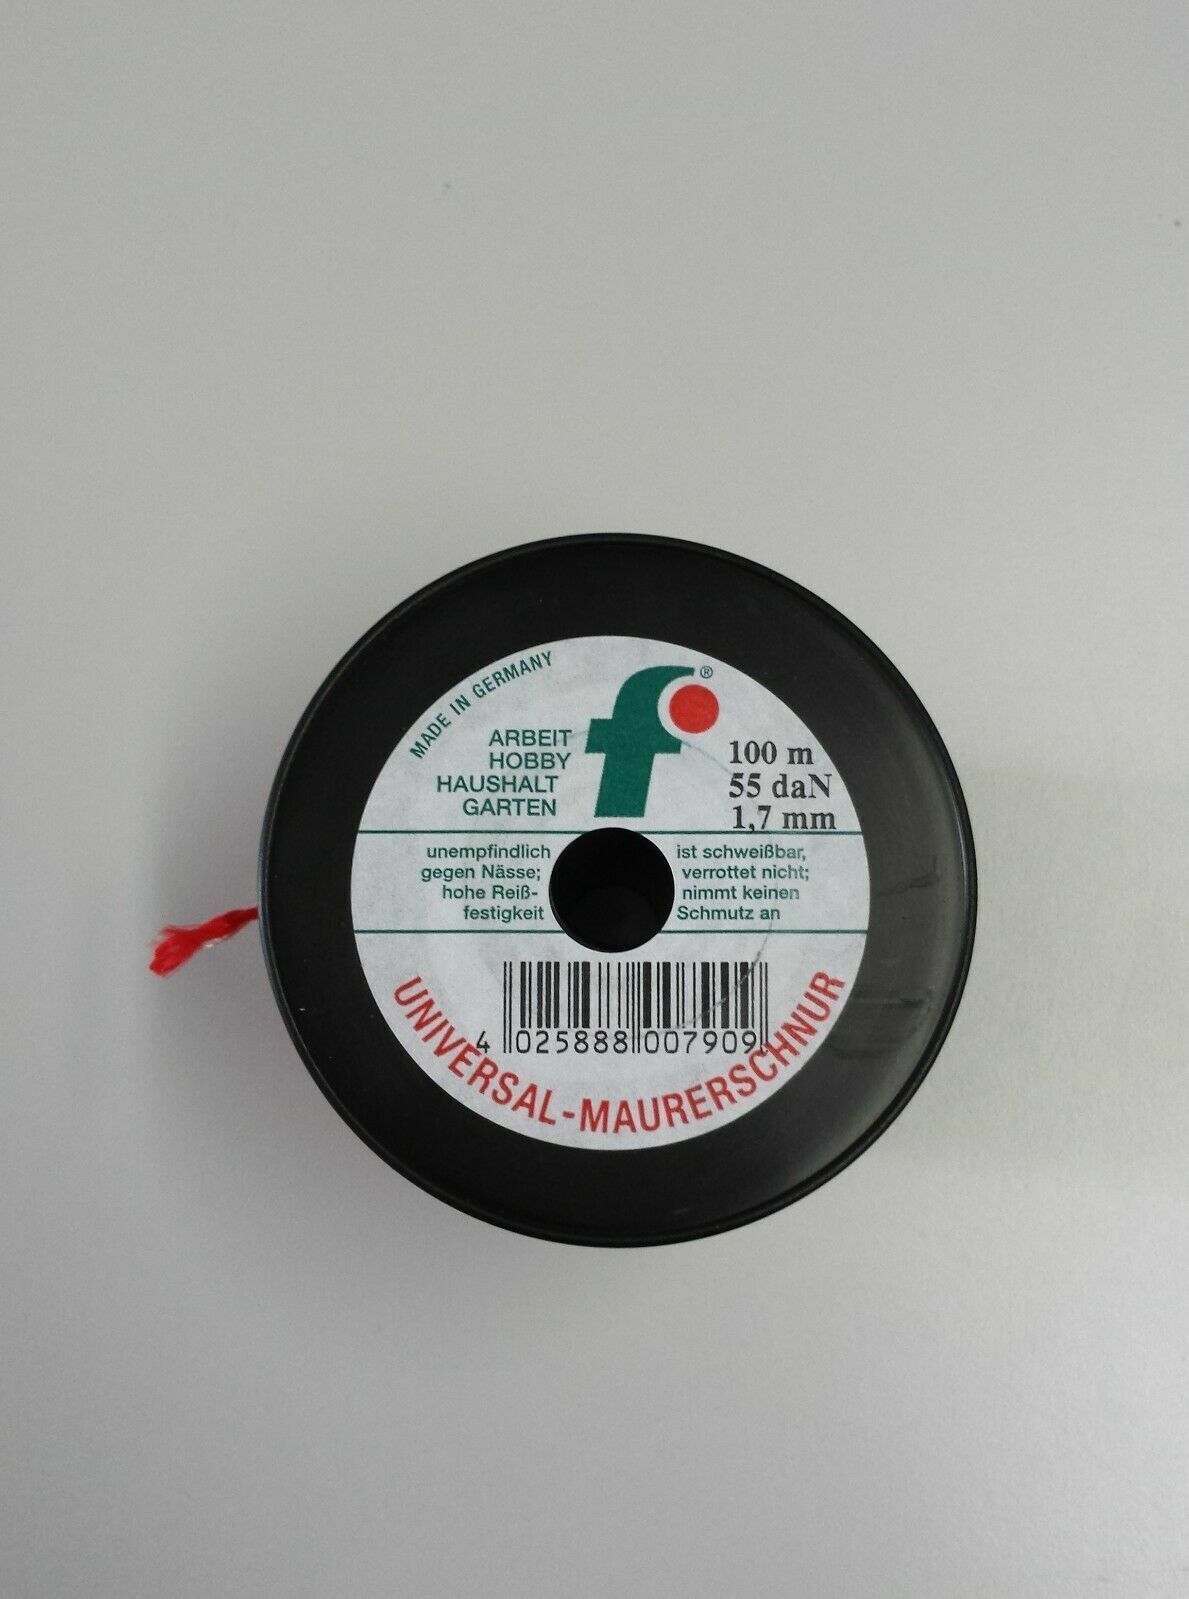 MADE IN GERMANY
f®
ARBEIT
HOBBY
HAUSHALT
GARTEN
100 m
55 daN
1,7 mm
unempfindlich
gegen Nässe;
hohe Reiß-
festigkeit
ist schweißbar,
verrottet nicht;
nimmt keinen
Schmutz an
4 025888 007909
UNIVERSAL-MAURERSCHNUR